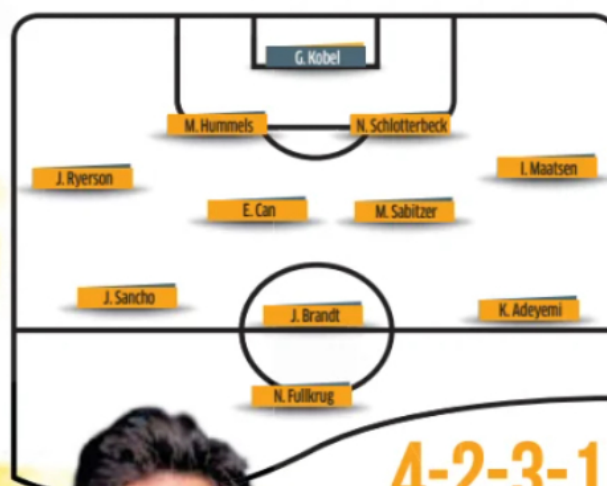 G. Kobel
M. Hummels
N. Schlotterbeck
J. Ryerson
I. Maatsen
E. Can
M. Sabitzer
J. Sancho
J. Brandt
K. Adeyemi
N. Fullkrug
4-2-3-1